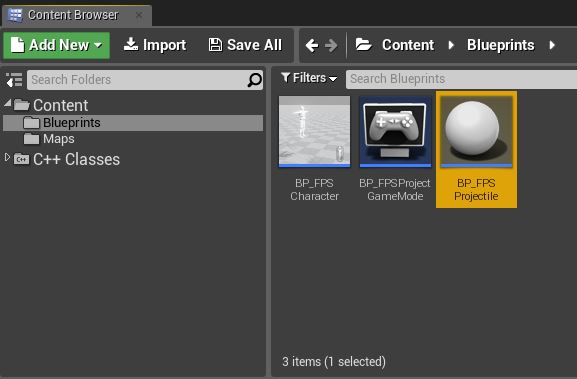 Content Browser
Add New Import Save All Content Blueprints
Search Folders
Filters Search Blueprints
Content
Blueprints
Maps
C++ Classes
BP_FPS
Character
BP_FPSProject
GameMode
BP_FPS
Projectile
3 items (1 selected)